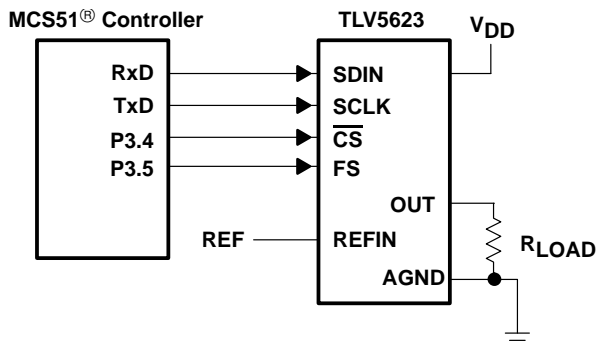 MCS51® Controller
TLV5623
VDD
RxD
SDIN
TxD
SCLK
P3.4
CS
P3.5
FS
OUT
REF
REFIN
RLOAD
AGND